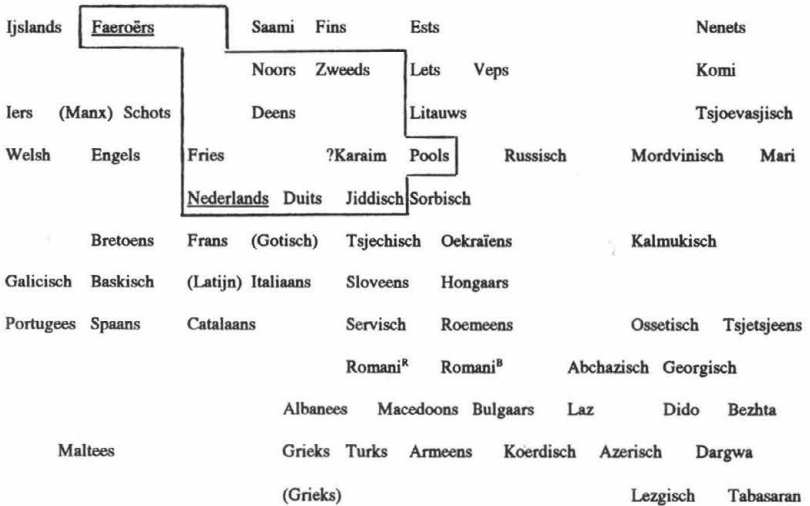 Ijslands Faeroërs Saami Fins Ests Nenets
Noors Zweeds Lets Veps Komi
Iers (Manx) Schots Deens Litauws Tsjoevasjisch
Welsh Engels Fries ?Karaim Pools Russisch Mordvinisch Mari
Nederlands Duits Jiddisch Sorbisch
Bretoens Frans (Gotisch) Tsjechisch Oekraïens Kalmukisch
Galicisch Baskisch (Latijn) Italiaans Sloveens Hongaars
Portugees Spaans Catalaans Servisch Roemeens Ossetisch Tsjetsjeens
Romaniᴿ Romaniᴮ Abchazisch Georgisch
Albanees Macedoons Bulgaars Laz Dido Bezhta
Maltees Grieks Turks Armeens Koerdisch Azerisch Dargwa
(Grieks) Lezgisch Tabasaran